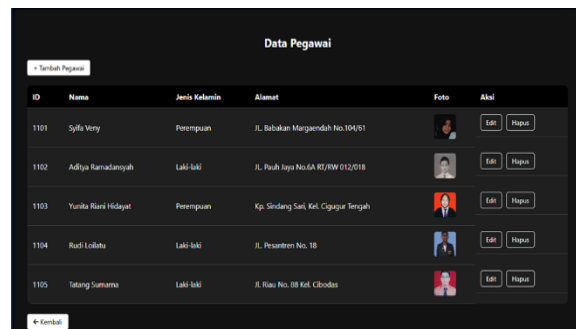 Data Pegawai
+ Tambah Pegawai
ID Nama Jenis Kelamin Alamat Foto Aksi
1101 Syifa Veny Perempuan JL. Babakan Margaendah No.104/61 Edit Hapus
1102 Aditya Ramadansyah Laki-laki JL. Pauh Jaya No.6A RT/RW 012/018 Edit Hapus
1103 Yunita Riani Hidayat Perempuan Kp. Sindang Sari, Kel. Cigugur Tengah Edit Hapus
1104 Rudi Loilatu Laki-laki JL. Pesantren No. 18 Edit Hapus
1105 Tatang Sumarna Laki-laki Jl. Riau No. 08 Kel. Cibodas Edit Hapus
← Kembali